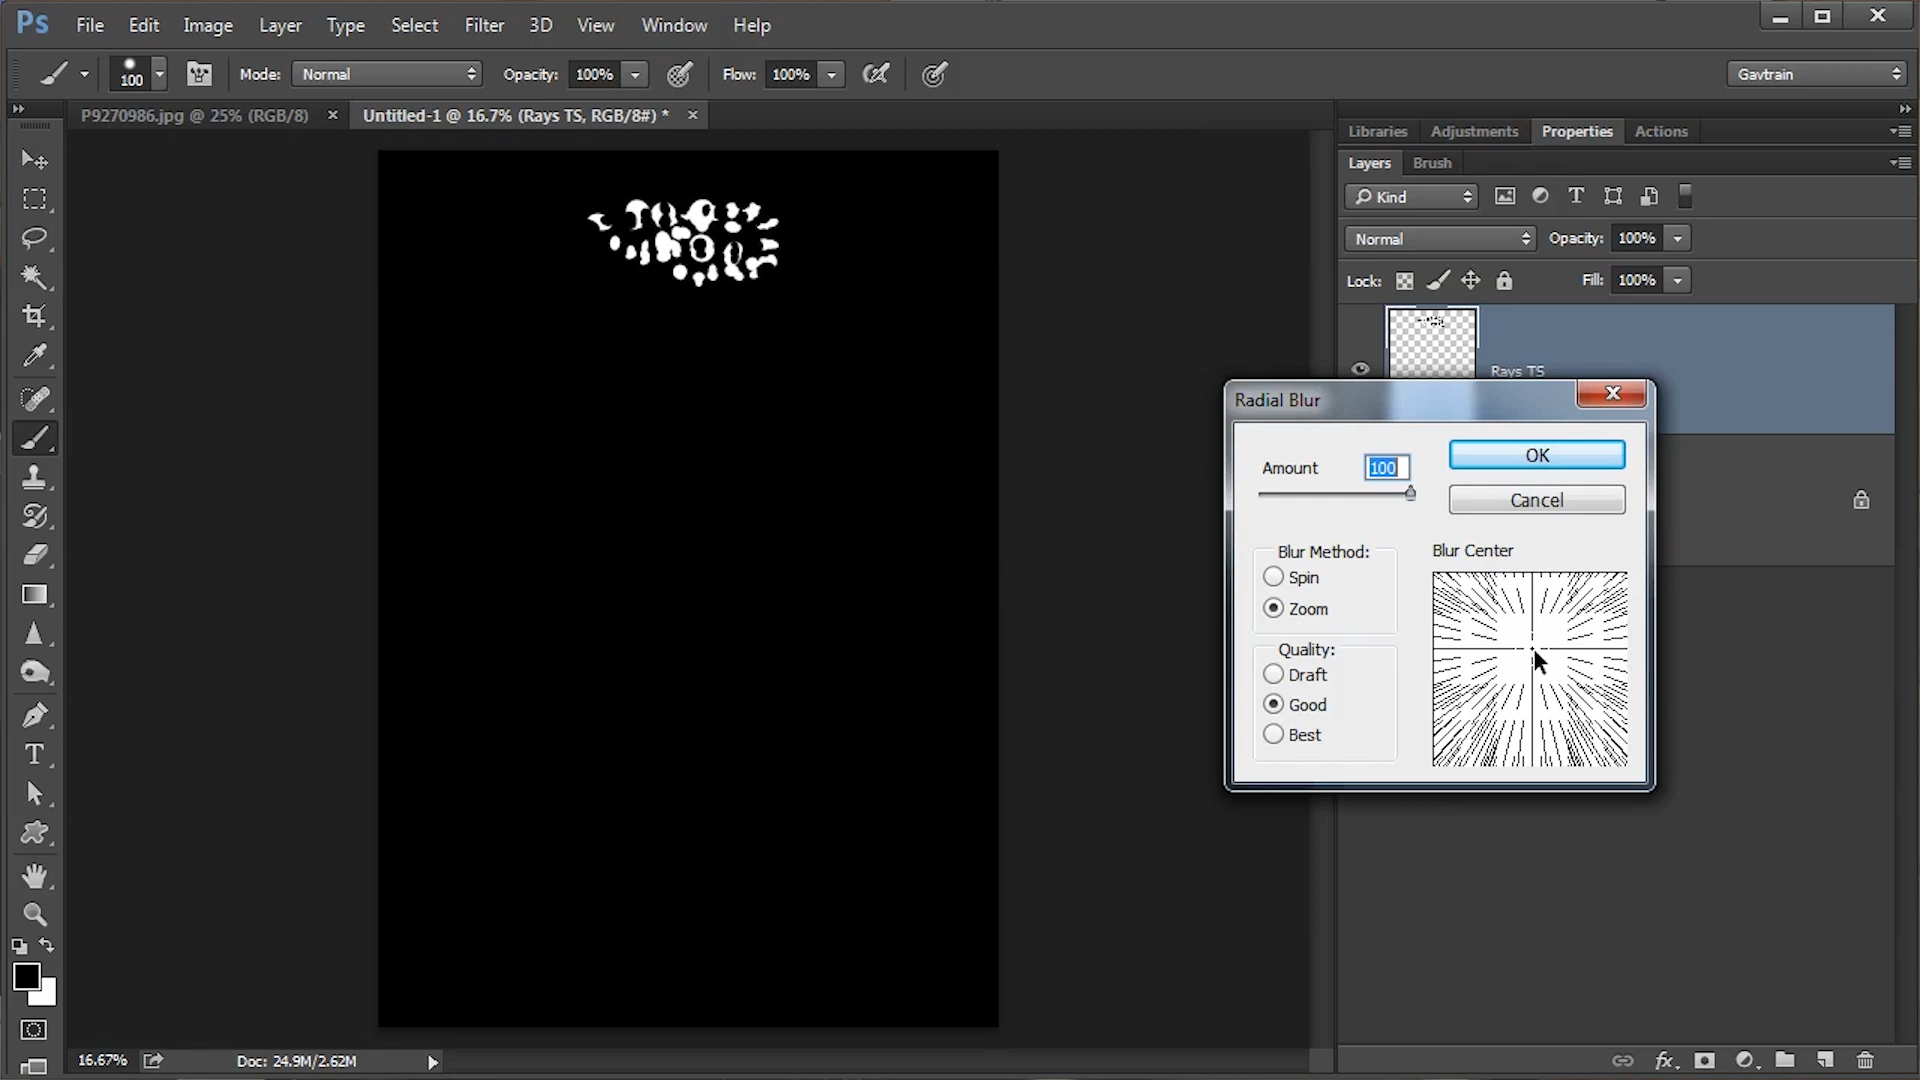 Ps File Edit Image Layer Type Select Filter 3D View Window Help
100 Mode: Normal Opacity: 100% Flow: 100% Gavtrain
P9270986.jpg @ 25% (RGB/8) × Untitled-1 @ 16.7% (Rays TS, RGB/8#) * ×
Libraries Adjustments Properties Actions
Layers Brush
Kind
Normal Opacity: 100%
Lock: Fill: 100%
Rays TS
Radial Blur
Amount 100 OK
Cancel
Blur Method: Blur Center
Spin
Zoom
Quality:
Draft
Good
Best
16.67% Doc: 24.9M/2.62M
fx